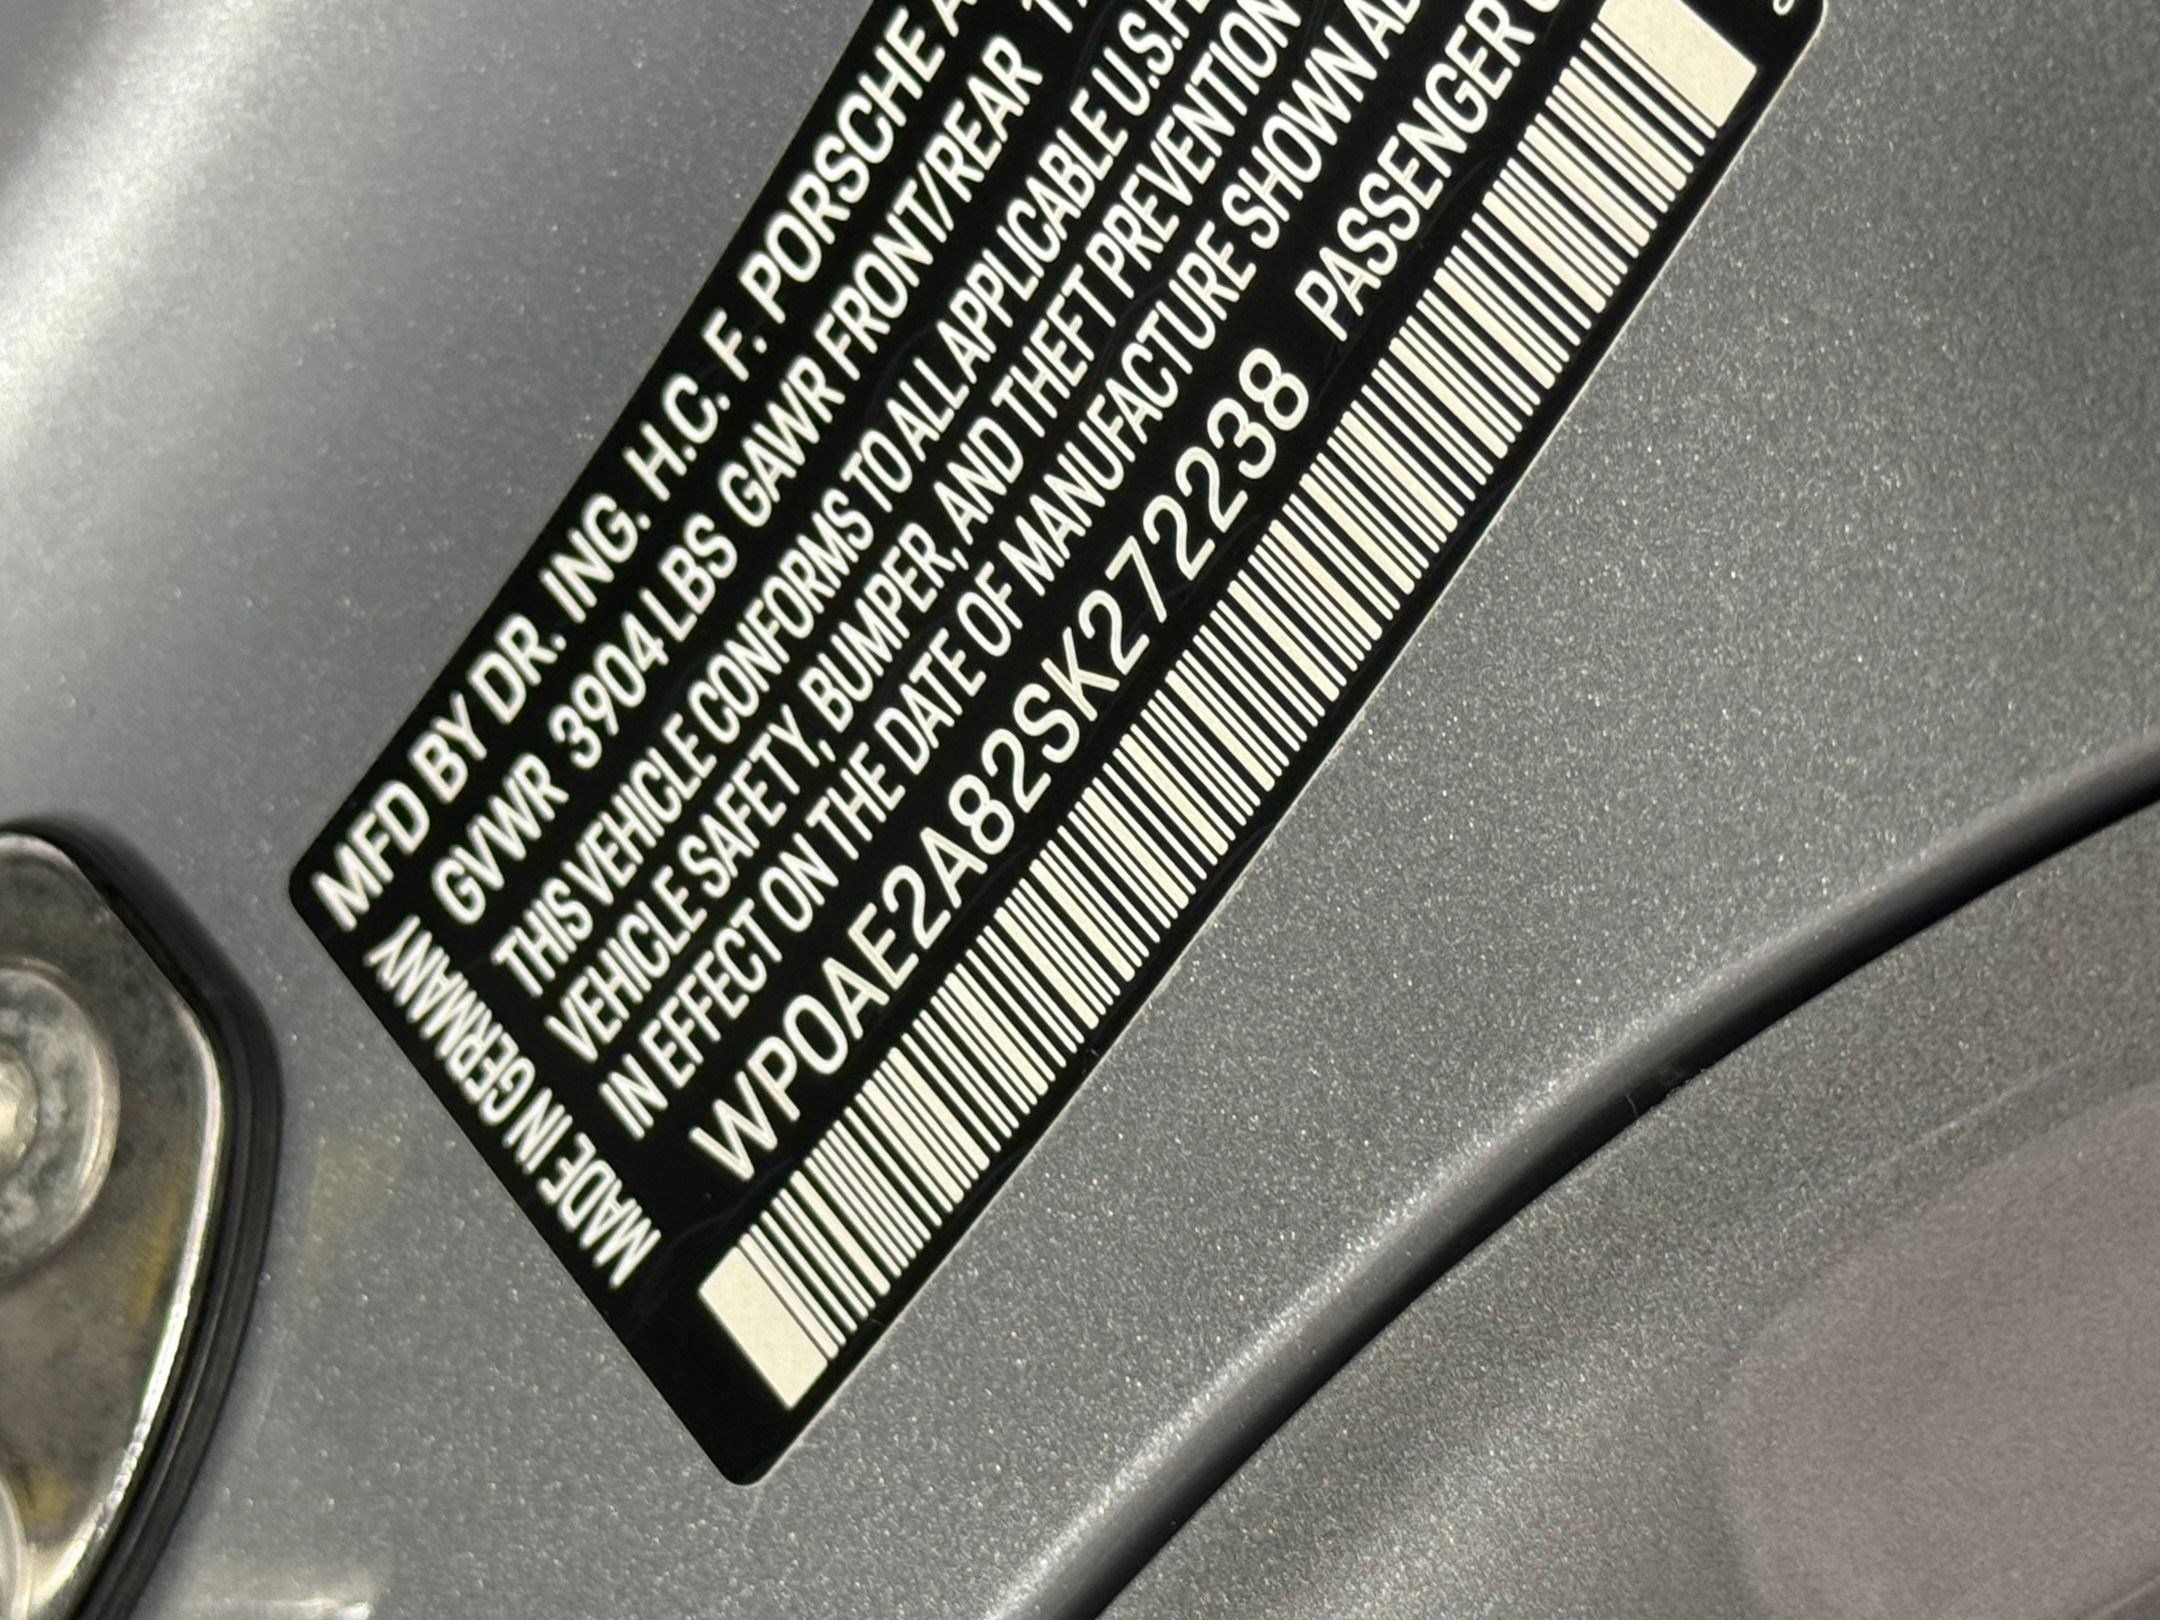 MFD BY DR. ING. H.C. F. PORSCHE
GVWR 3904 LBS GAWR FRONT/REAR
THIS VEHICLE CONFORMS TO ALL APPLICABLE
VEHICLE SAFETY, BUMPER, AND THEFT PREVENTION
IN EFFECT ON THE DATE OF MANUFACTURE SHOWN
WP0AE2A82SK272238 PASSENGER
MADE IN GERMANY